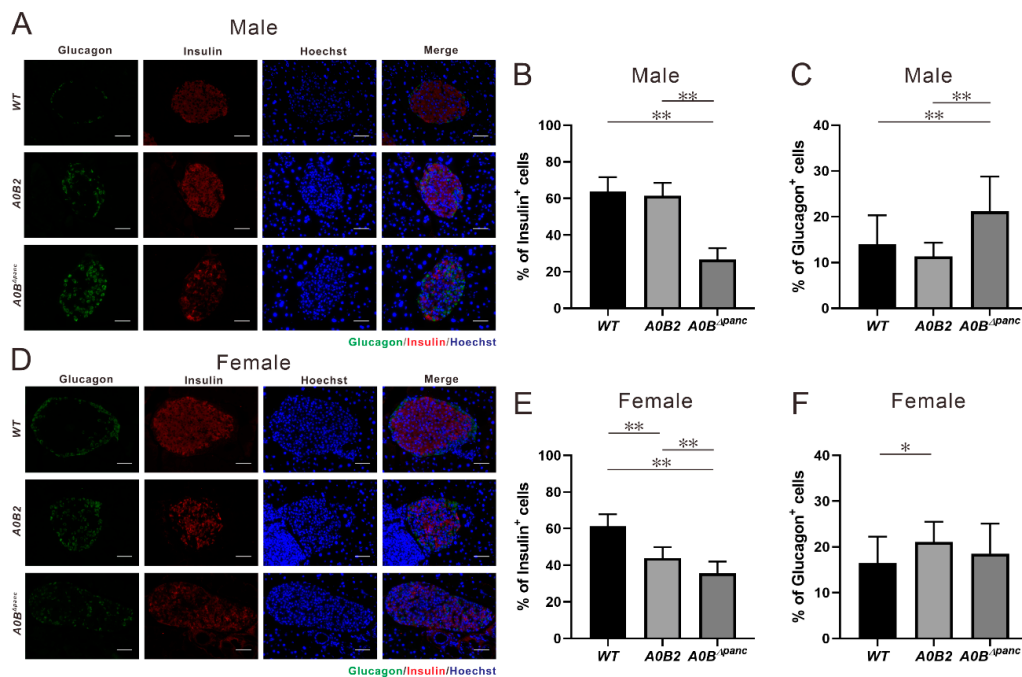 A
Male
Glucagon Insulin Hoechst Merge
WT
A0B2
A0B^Δpanc
Glucagon/Insulin/Hoechst
B
Male
**
**
% of Insulin+ cells
100
80
60
40
20
0
WT A0B2 A0B^Δpanc
C
Male
**
**
% of Glucagon+ cells
40
30
20
10
0
WT A0B2 A0B^Δpanc
D
Female
Glucagon Insulin Hoechst Merge
WT
A0B2
A0B^Δpanc
Glucagon/Insulin/Hoechst
E
Female
** **
**
% of Insulin+ cells
100
80
60
40
20
0
WT A0B2 A0B^Δpanc
F
Female
*
% of Glucagon+ cells
40
30
20
10
0
WT A0B2 A0B^Δpanc